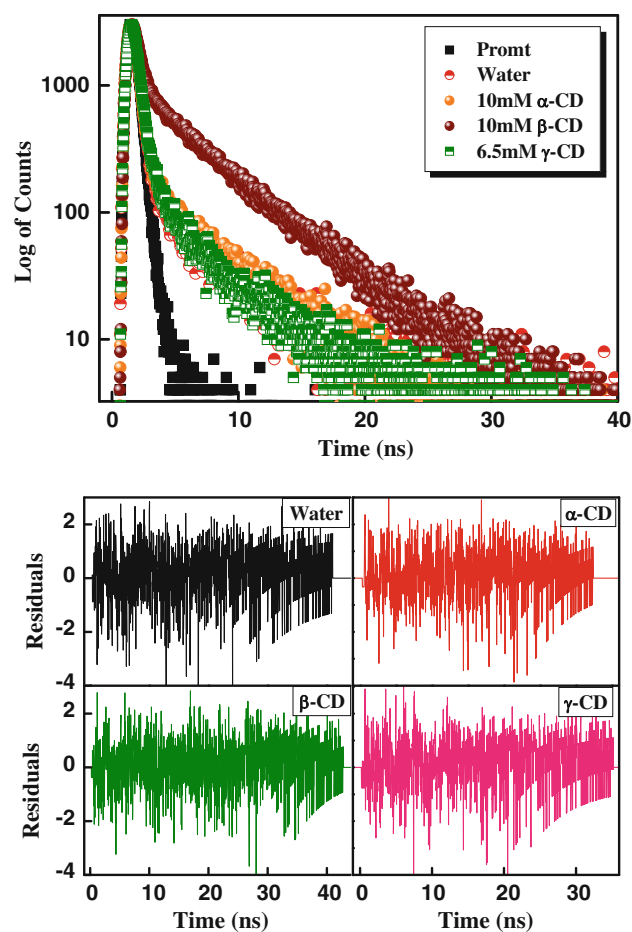 Log of Counts
1000
100
10
Promt
Water
10mM α-CD
10mM β-CD
6.5mM γ-CD
0 10 20 30 40
Time (ns)
Residuals
2
0
-2
-4
Water
α-CD
Residuals
2
0
-2
-4
β-CD
γ-CD
0 10 20 30 40
0 10 20 30
Time (ns)
Time (ns)